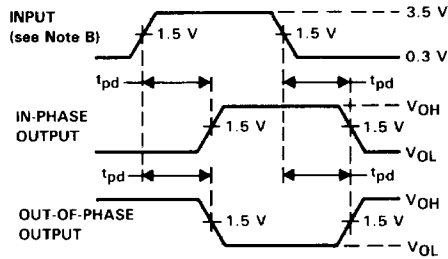 INPUT
(see Note B)
3.5 V
1.5 V
1.5 V
0.3 V
tpd
tpd
IN-PHASE
OUTPUT
VOH
1.5 V
1.5 V
VOL
tpd
tpd
OUT-OF-PHASE
OUTPUT
VOH
1.5 V
1.5 V
VOL